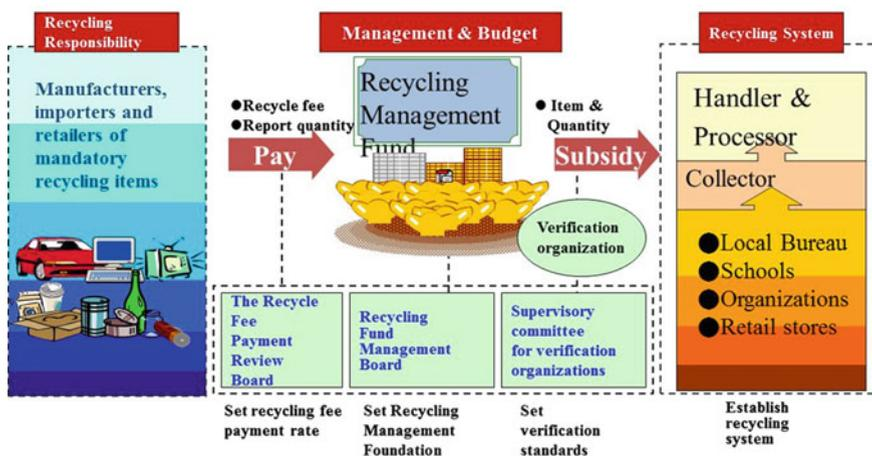 Recycling
Responsibility
Manufacturers,
importers and
retailers of
mandatory
recycling items
Management & Budget
●Recycle fee
●Report quantity
Pay
Recycling
Management
Fund
● Item &
Quantity
Subsidy
Verification
organization
The Recycle
Fee
Payment
Review
Board
Recycling
Fund
Management
Board
Supervisory
committee
for verification
organizations
Set recycling fee
payment rate
Set Recycling
Management
Foundation
Set
verification
standards
Recycling System
Handler &
Processor
Collector
●Local Bureau
●Schools
●Organizations
●Retail stores
Establish
recycling
system